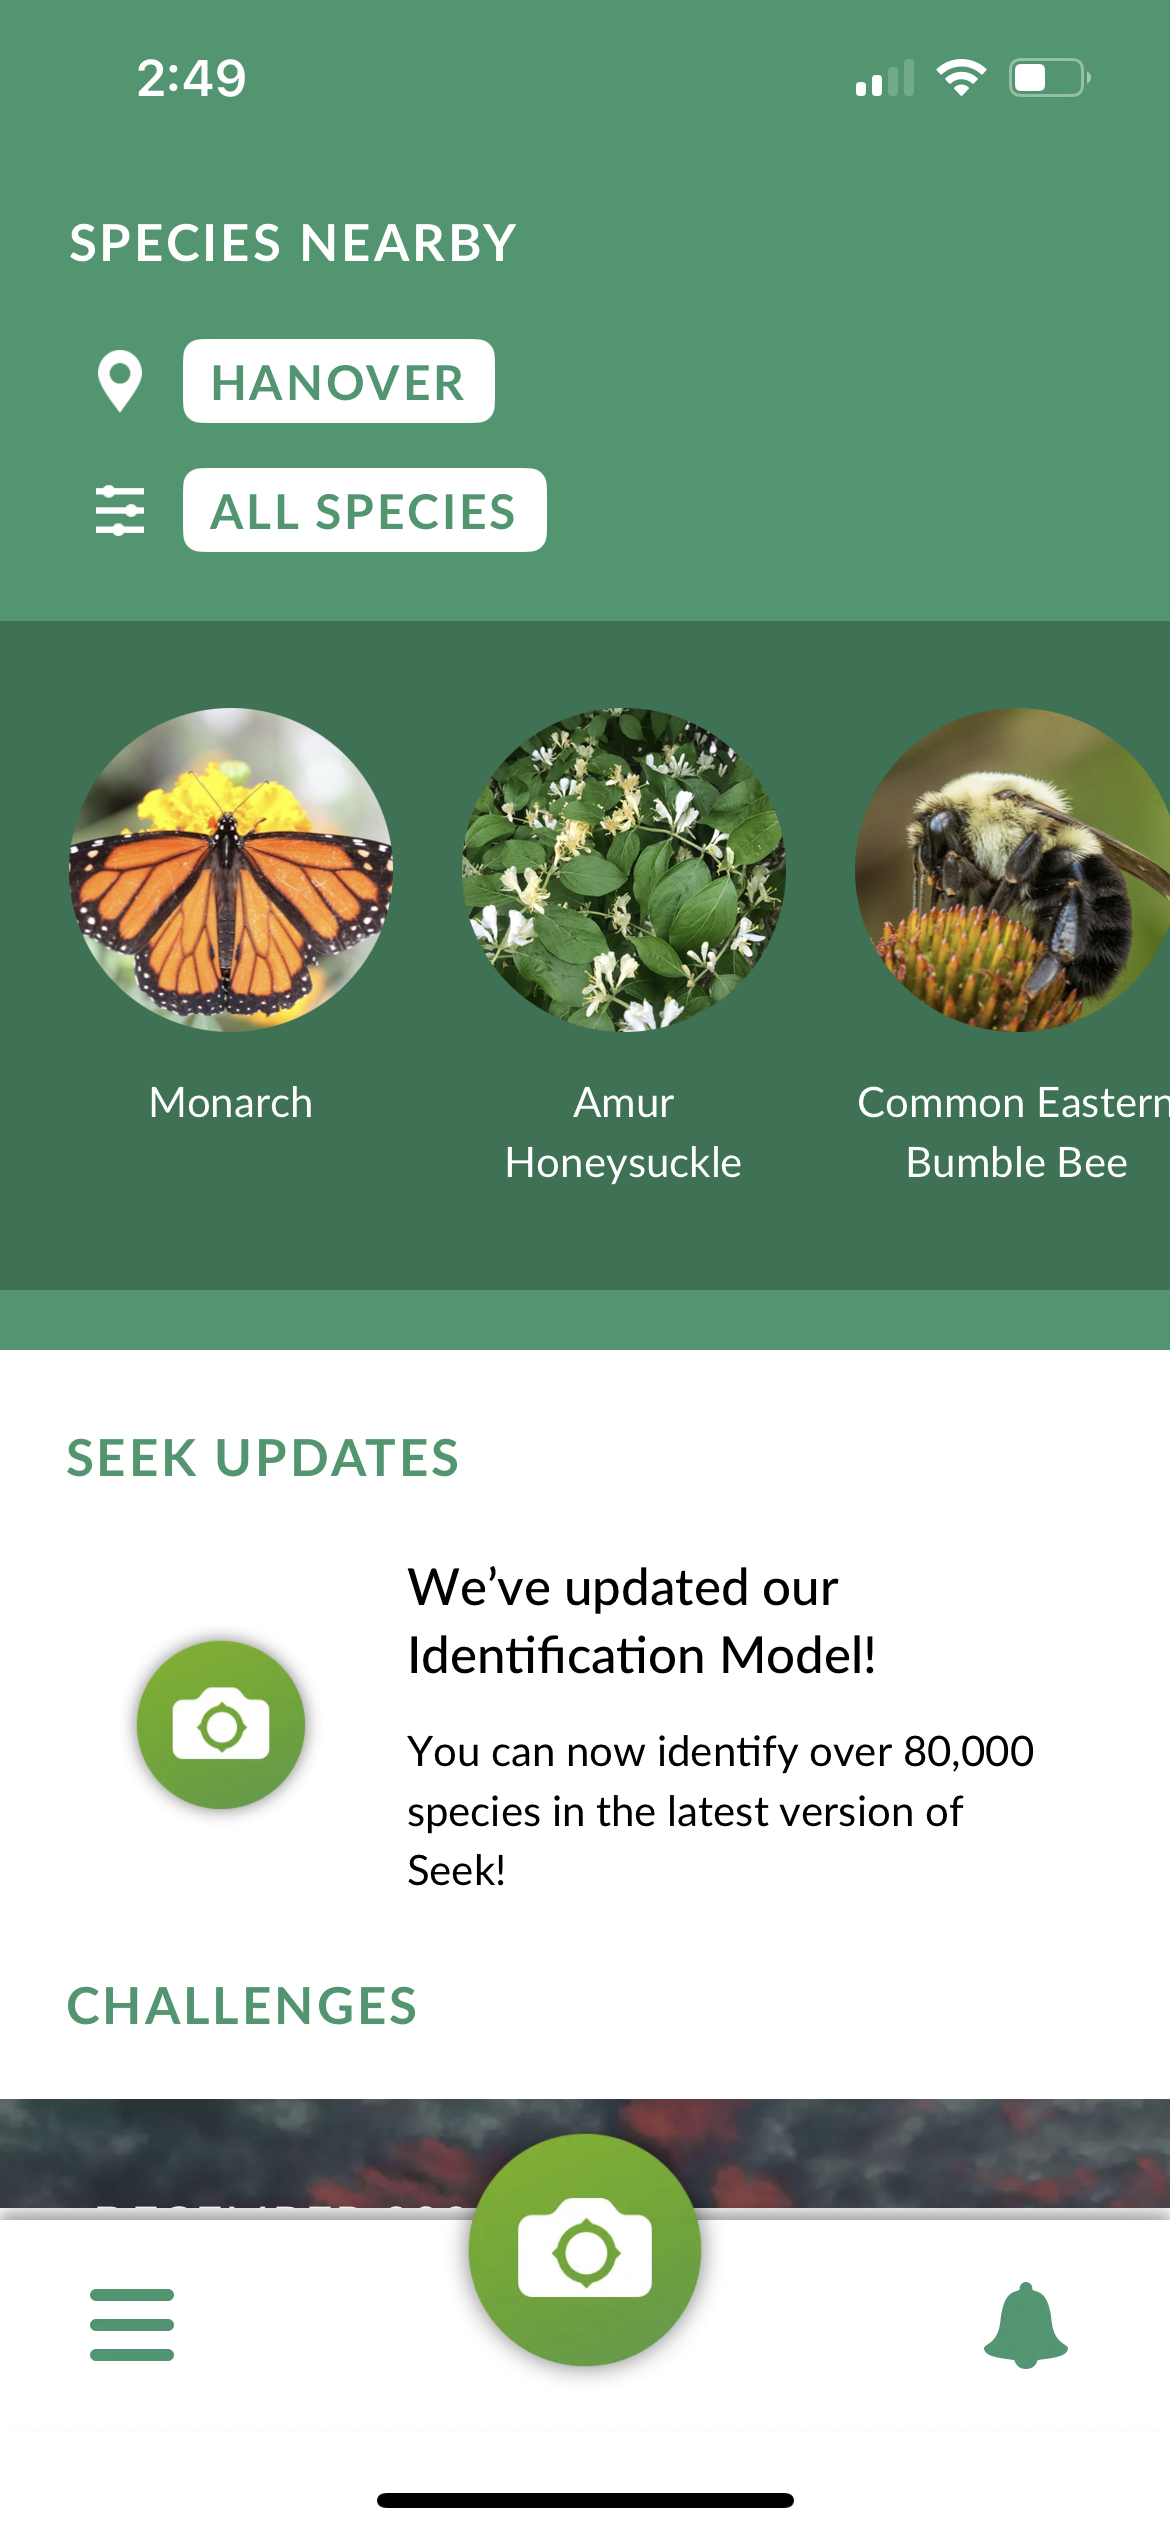 2:49
SPECIES NEARBY
HANOVER
ALL SPECIES
Monarch
Amur
Honeysuckle
Common Eastern
Bumble Bee
SEEK UPDATES
We’ve updated our
Identification Model!
You can now identify over 80,000
species in the latest version of
Seek!
CHALLENGES